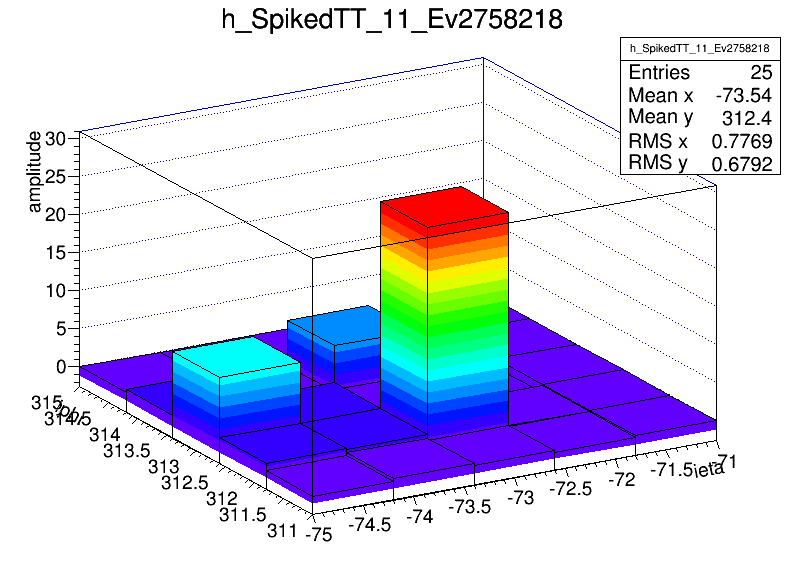 h_SpikedTT_11_Ev2758218
h_SpikedTT_11_Ev2758218
Entries 25
Mean x -73.54
Mean y 312.4
RMS x 0.7769
RMS y 0.6792
amplitude
30
25
20
15
10
5
0
315
314.5
314
313.5
313
312.5
312
311.5
311
-75
-74.5
-74
-73.5
-73
-72.5
-72
-71.5
-71
ieta